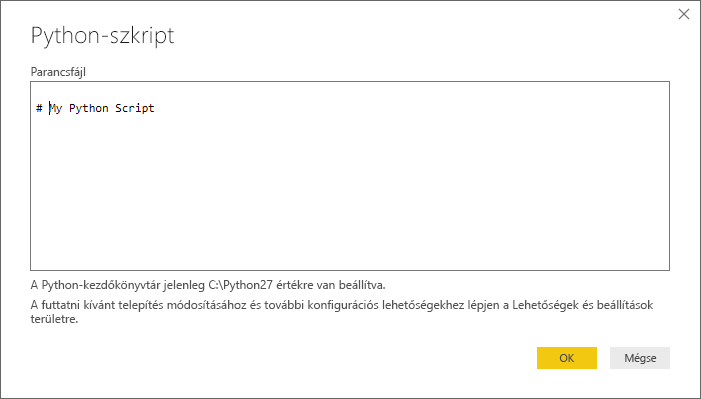 Python-szkript
Parancsfájl
# My Python Script
A Python-kezdőkönyvtár jelenleg C:\Python27 értékre van beállítva.
A futtatni kívánt telepítés módosításához és további konfigurációs lehetőségekhez lépjen a Lehetőségek és beállítások
területre.
OK
Mégse